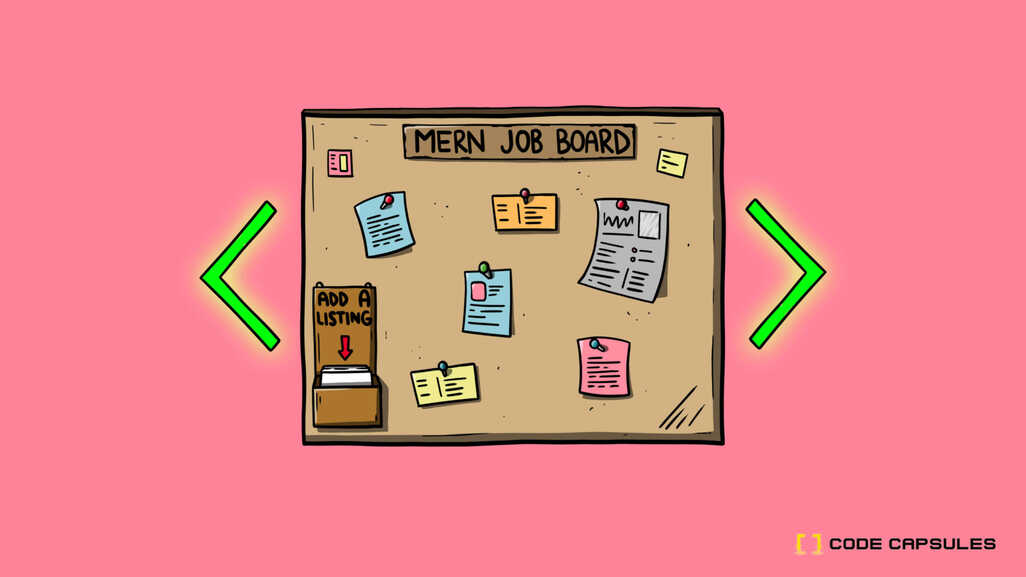 MERN JOB BOARD
ADD A
LISTING
[ ] CODE CAPSULES